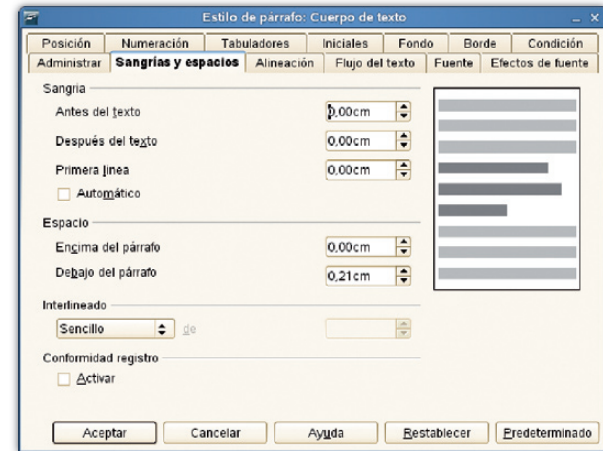 Estilo de párrafo: Cuerpo de texto
Posición Numeración Tabuladores Iniciales Fondo Borde Condición
Administrar Sangrías y espacios Alineación Flujo del texto Fuente Efectos de fuente
Sangria
Antes del texto 0,00cm
Después del texto 0,00cm
Primera linea 0,00cm
Automático
Espacio
Encima del párrafo 0,00cm
Debajo del párrafo 0,21cm
Interlineado
Sencillo de
Conformidad registro
Activar
Aceptar Cancelar Ayuda Restablecer Predeterminado